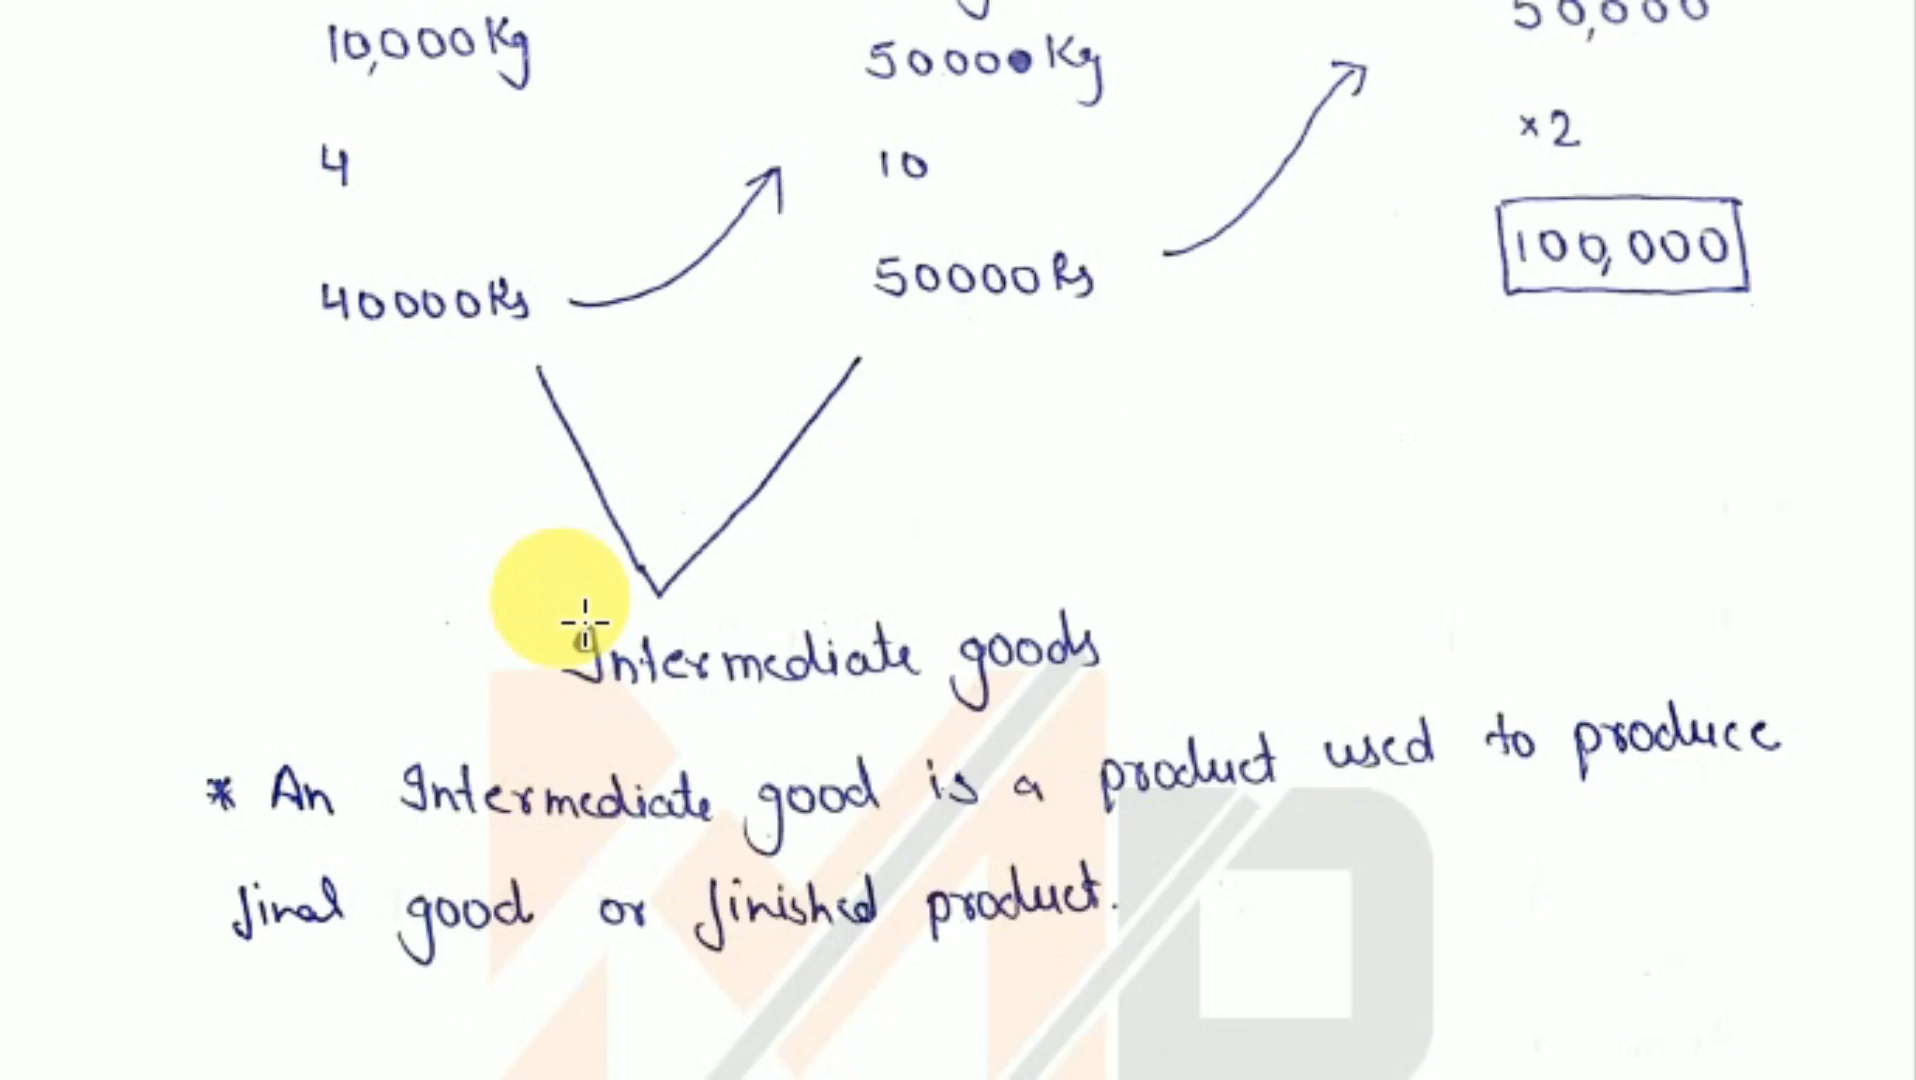 10,000 Kg
4
40000 Rs
5000 Kg
10
50000 Rs
50,000
×2
100,000
Intermediate goods
* An Intermediate good is a product used to produce
final good or finished product.